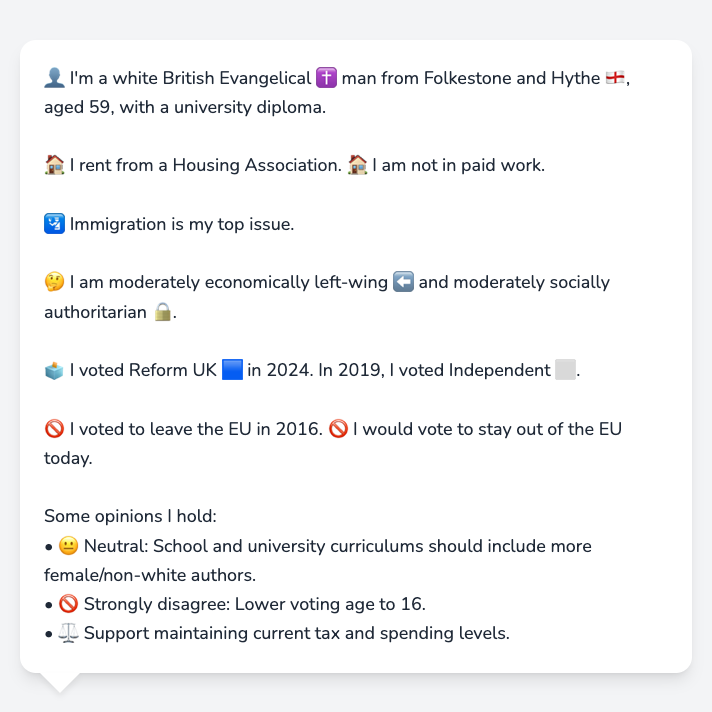 👤 I'm a white British Evangelical ✝️ man from Folkestone and Hythe 🏴󠁧󠁢󠁥󠁮󠁧󠁿,
aged 59, with a university diploma.
🏠 I rent from a Housing Association. 🏠 I am not in paid work.
🛂 Immigration is my top issue.
🤔 I am moderately economically left-wing ⬅️ and moderately socially
authoritarian 🔒.
🗳️ I voted Reform UK 🟦 in 2024. In 2019, I voted Independent ⬜.
🚫 I voted to leave the EU in 2016. 🚫 I would vote to stay out of the EU
today.
Some opinions I hold:
• 😐 Neutral: School and university curriculums should include more
female/non-white authors.
• 🚫 Strongly disagree: Lower voting age to 16.
• ⚖️ Support maintaining current tax and spending levels.